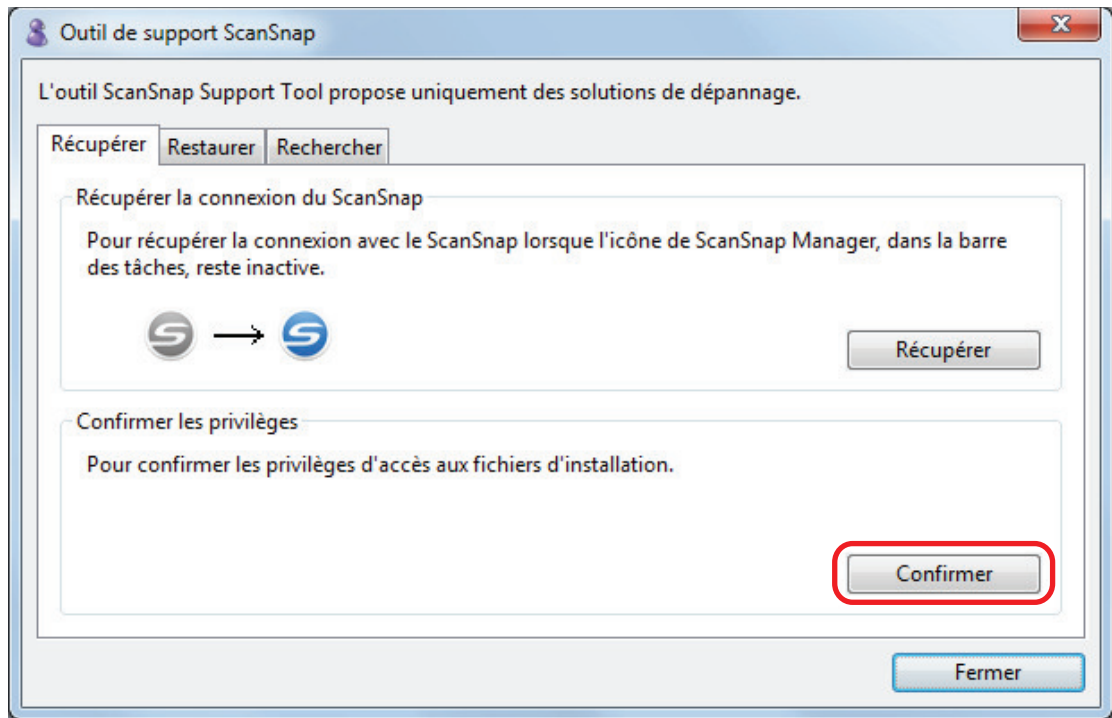 Outil de support ScanSnap
L'outil ScanSnap Support Tool propose uniquement des solutions de dépannage.
Récupérer Restaurer Rechercher
Récupérer la connexion du ScanSnap
Pour récupérer la connexion avec le ScanSnap lorsque l'icône de ScanSnap Manager, dans la barre
des tâches, reste inactive.
Récupérer
Confirmer les privilèges
Pour confirmer les privilèges d'accès aux fichiers d'installation.
Confirmer
Fermer